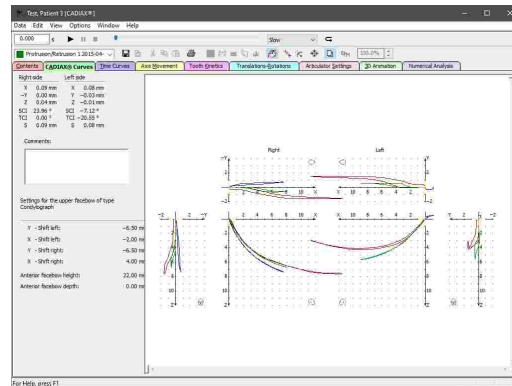 Test, Patient 3 [CADIAX®]
Date Edit View Options Window Help
0.000 s Slow
Protrusion/Retrusion 1 2015-04- 100.0%
Contents CADIAX® Curves Time Curves Axis Movement Tooth Kinetics Translations-Rotations Articulator Settings 3D Animation Numerical Analysis
Right side Left side
X 0.09 mm X 0.08 mm
-Y 0.00 mm Y -0.03 mm
Z 0.04 mm Z -0.01 mm
SCI 23.96 ° SCI -7.12 °
TCI 0.00 ° TCI -20.55 °
S 0.09 mm S 0.08 mm
Comments:
Settings for the upper facebow of type
Condylograph
Y - Shift left: -6.50 m
X - Shift left: -2.00 m
Y - Shift right: -6.50 m
X - Shift right: 4.00 m
Anterior facebow height: 22.00 m
Anterior facebow depth: 0.00 m
Right Left
For Help, press F1